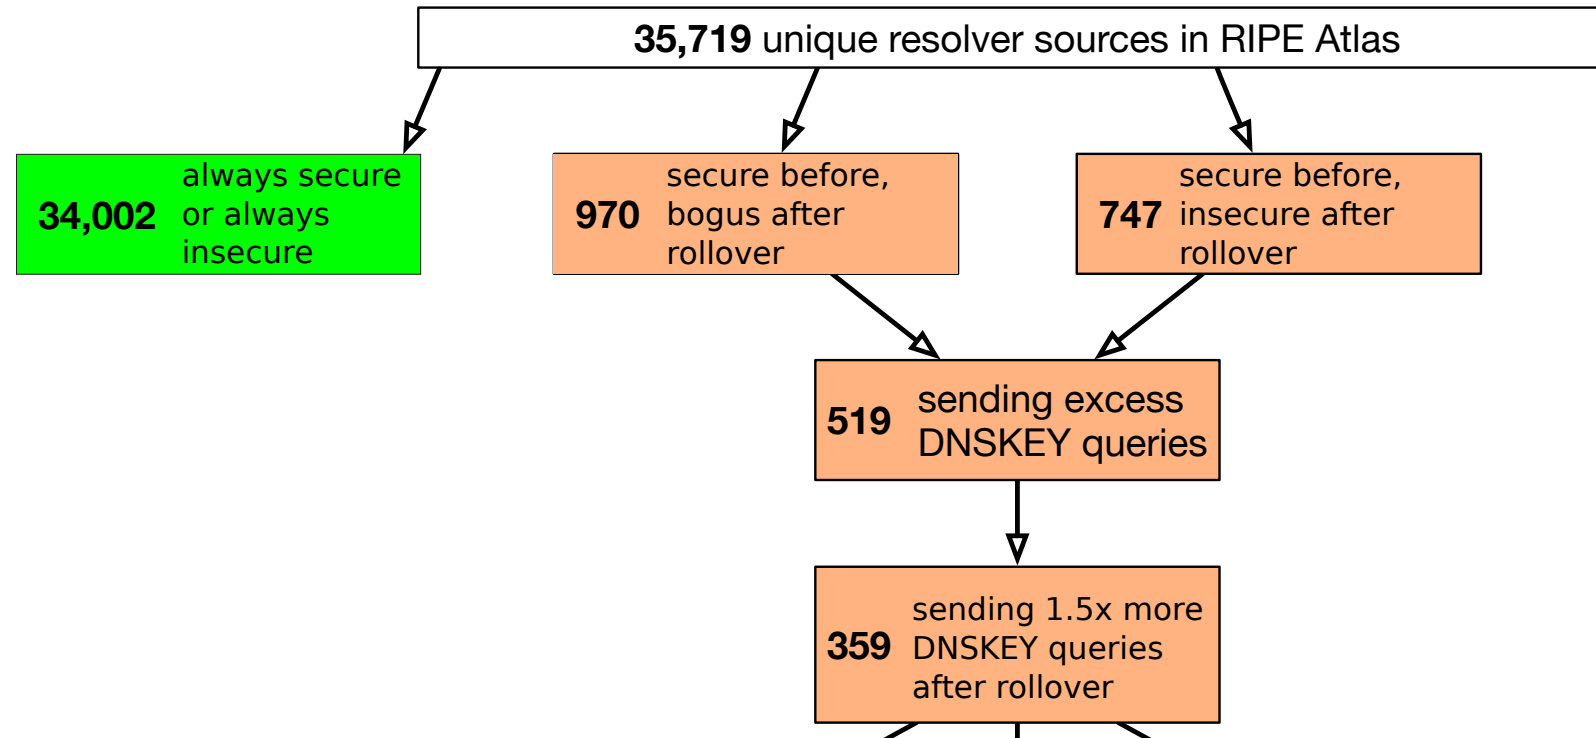 35,719 unique resolver sources in RIPE Atlas
34,002
always secure
or always
insecure
970
secure before,
bogus after
rollover
747
secure before,
insecure after
rollover
519
sending excess
DNSKEY queries
359
sending 1.5x more
DNSKEY queries
after rollover